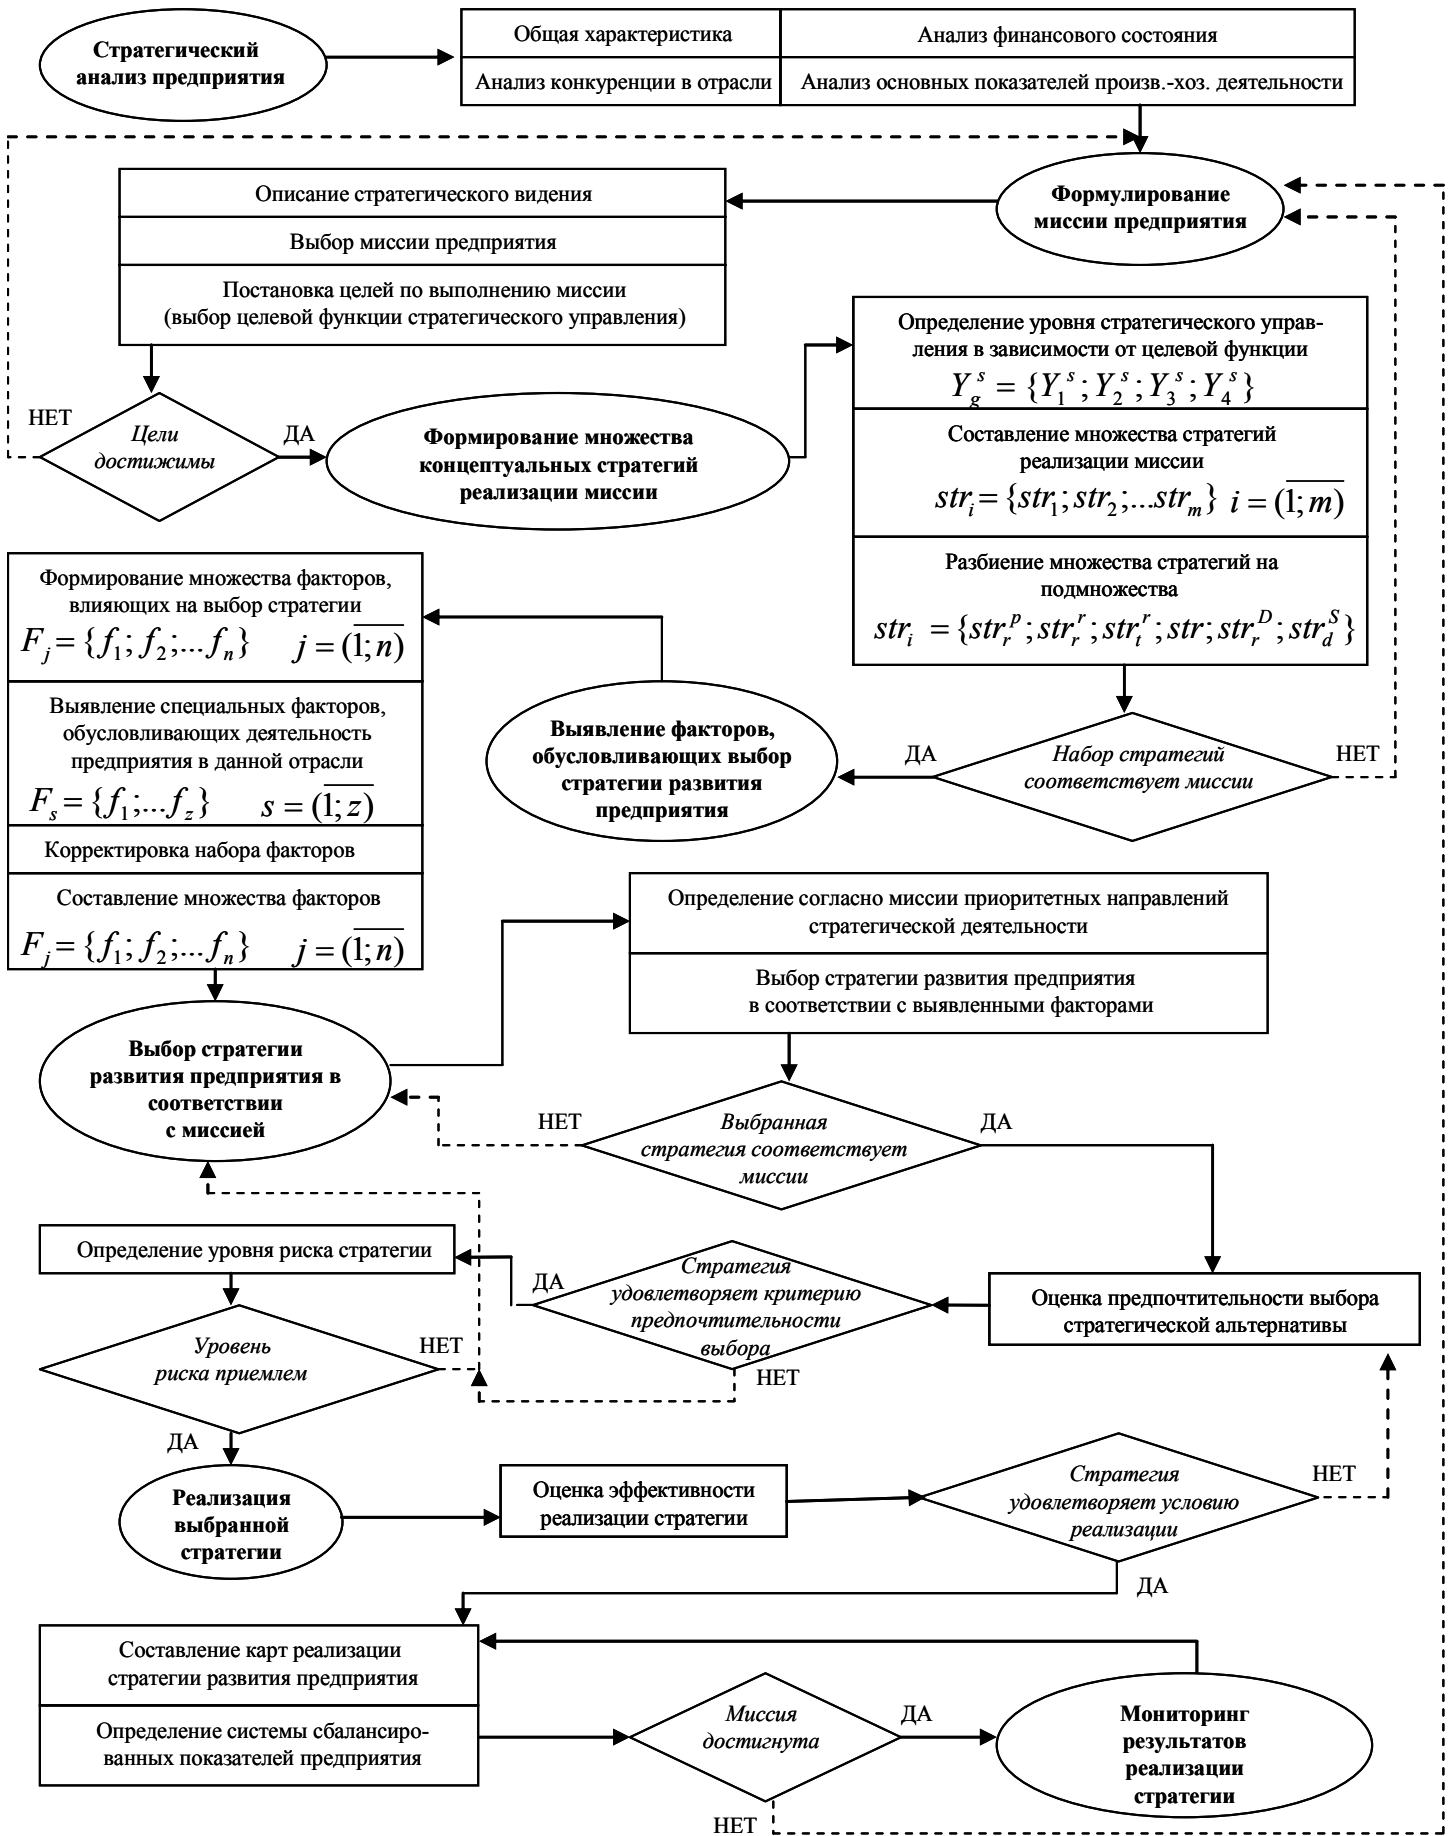 Стратегический
анализ предприятия
Общая характеристика
Анализ финансового состояния
Анализ конкуренции в отрасли
Анализ основных показателей произв.-хоз. деятельности
Формулирование
миссии предприятия
Описание стратегического видения
Выбор миссии предприятия
Постановка целей по выполнению миссии
(выбор целевой функции стратегического управления)
НЕТ
Цели
достижимы
ДА
Формирование множества
концептуальных стратегий
реализации миссии
Определение уровня стратегического управ-
ления в зависимости от целевой функции
Y_g^s = {Y_1^s; Y_2^s; Y_3^s; Y_4^s}
Составление множества стратегий
реализации миссии
str_i = {str_1; str_2;...str_m} i = (1; m)
Разбиение множества стратегий на
подмножества
str_i = {str_r^p; str_r^r; str_t^r; str; str_r^D; str_d^S}
Набор стратегий
соответствует миссии
ДА
НЕТ
Выявление факторов,
обусловливающих выбор
стратегии развития
предприятия
Формирование множества факторов,
влияющих на выбор стратегии
F_j = {f_1; f_2;...f_n} j = (1; n)
Выявление специальных факторов,
обусловливающих деятельность
предприятия в данной отрасли
F_s = {f_1;...f_z} s = (1; z)
Корректировка набора факторов
Составление множества факторов
F_j = {f_1; f_2;...f_n} j = (1; n)
Выбор стратегии
развития предприятия в
соответствии
с миссией
Определение согласно миссии приоритетных направлений
стратегической деятельности
Выбор стратегии развития предприятия
в соответствии с выявленными факторами
НЕТ
Выбранная
стратегия соответствует
миссии
ДА
Оценка предпочтительности выбора
стратегической альтернативы
Стратегия
удовлетворяет критерию
предпочтительности
выбора
ДА
НЕТ
Определение уровня риска стратегии
Уровень
риска приемлем
НЕТ
ДА
Реализация
выбранной
стратегии
Оценка эффективности
реализации стратегии
Стратегия
удовлетворяет условию
реализации
НЕТ
ДА
Составление карт реализации
стратегии развития предприятия
Определение системы сбалансиро-
ванных показателей предприятия
Миссия
достигнута
ДА
НЕТ
Мониторинг
результатов
реализации
стратегии